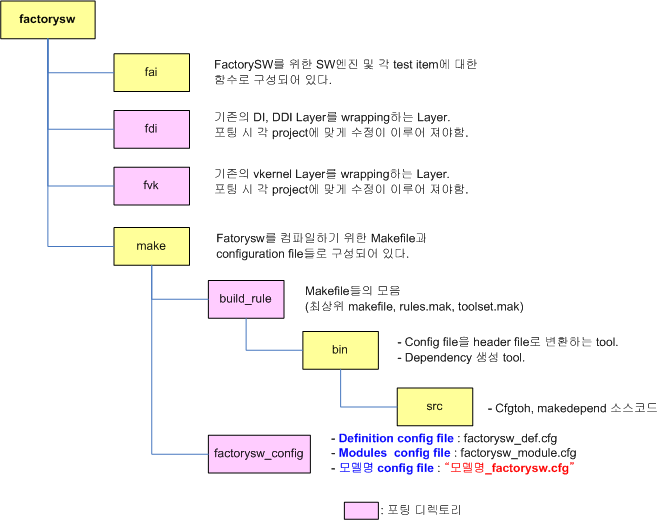 factorysw
fai
FactorySW를 위한 SW엔진 및 각 test item에 대한
함수로 구성되어 있다.
fdi
기존의 DI, DDI Layer를 wrapping하는 Layer.
포팅 시 각 project에 맞게 수정이 이루어 져야함.
fvk
기존의 vkernel Layer를 wrapping하는 Layer.
포팅 시 각 project에 맞게 수정이 이루어 져야함.
make
Fatorysw를 컴파일하기 위한 Makefile과
configuration file들로 구성되어 있다.
build_rule
Makefile들의 모음
(최상위 makefile, rules.mak, toolset.mak)
bin
- Config file을 header file로 변환하는 tool.
- Dependency 생성 tool.
src
- Cfgtoh, makedepend 소스코드
factorysw_config
- Definition config file : factorysw_def.cfg
- Modules config file : factorysw_module.cfg
- 모델명 config file : “모델명_factorysw.cfg”
: 포팅 디렉토리